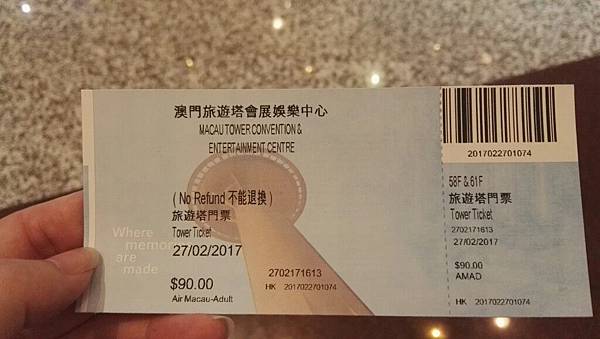 澳門旅遊塔會展娛樂中心
MACAU TOWER CONVENTION &
ENTERTAINMENT CENTRE
( No Refund 不能退換 )
旅遊塔門票
Tower Ticket
27/02/2017
Where
memories
are
made
$90.00
Air Macau-Adult
2702171613
HK 2017022701074
2017022701074
58F & 61F
旅遊塔門票
Tower Ticket
2702171613
27/02/2017
$90.00
AMAD
HK 2017022701074